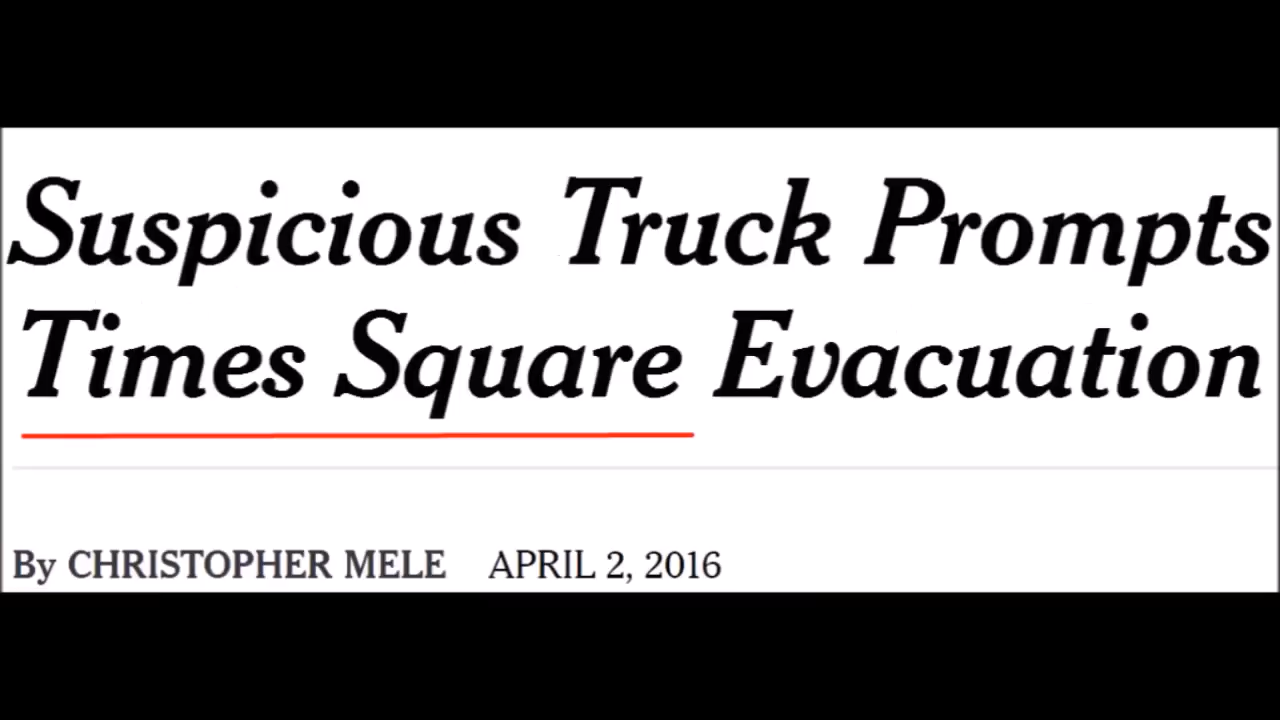 Suspicious Truck Prompts
Times Square Evacuation
By CHRISTOPHER MELE APRIL 2, 2016